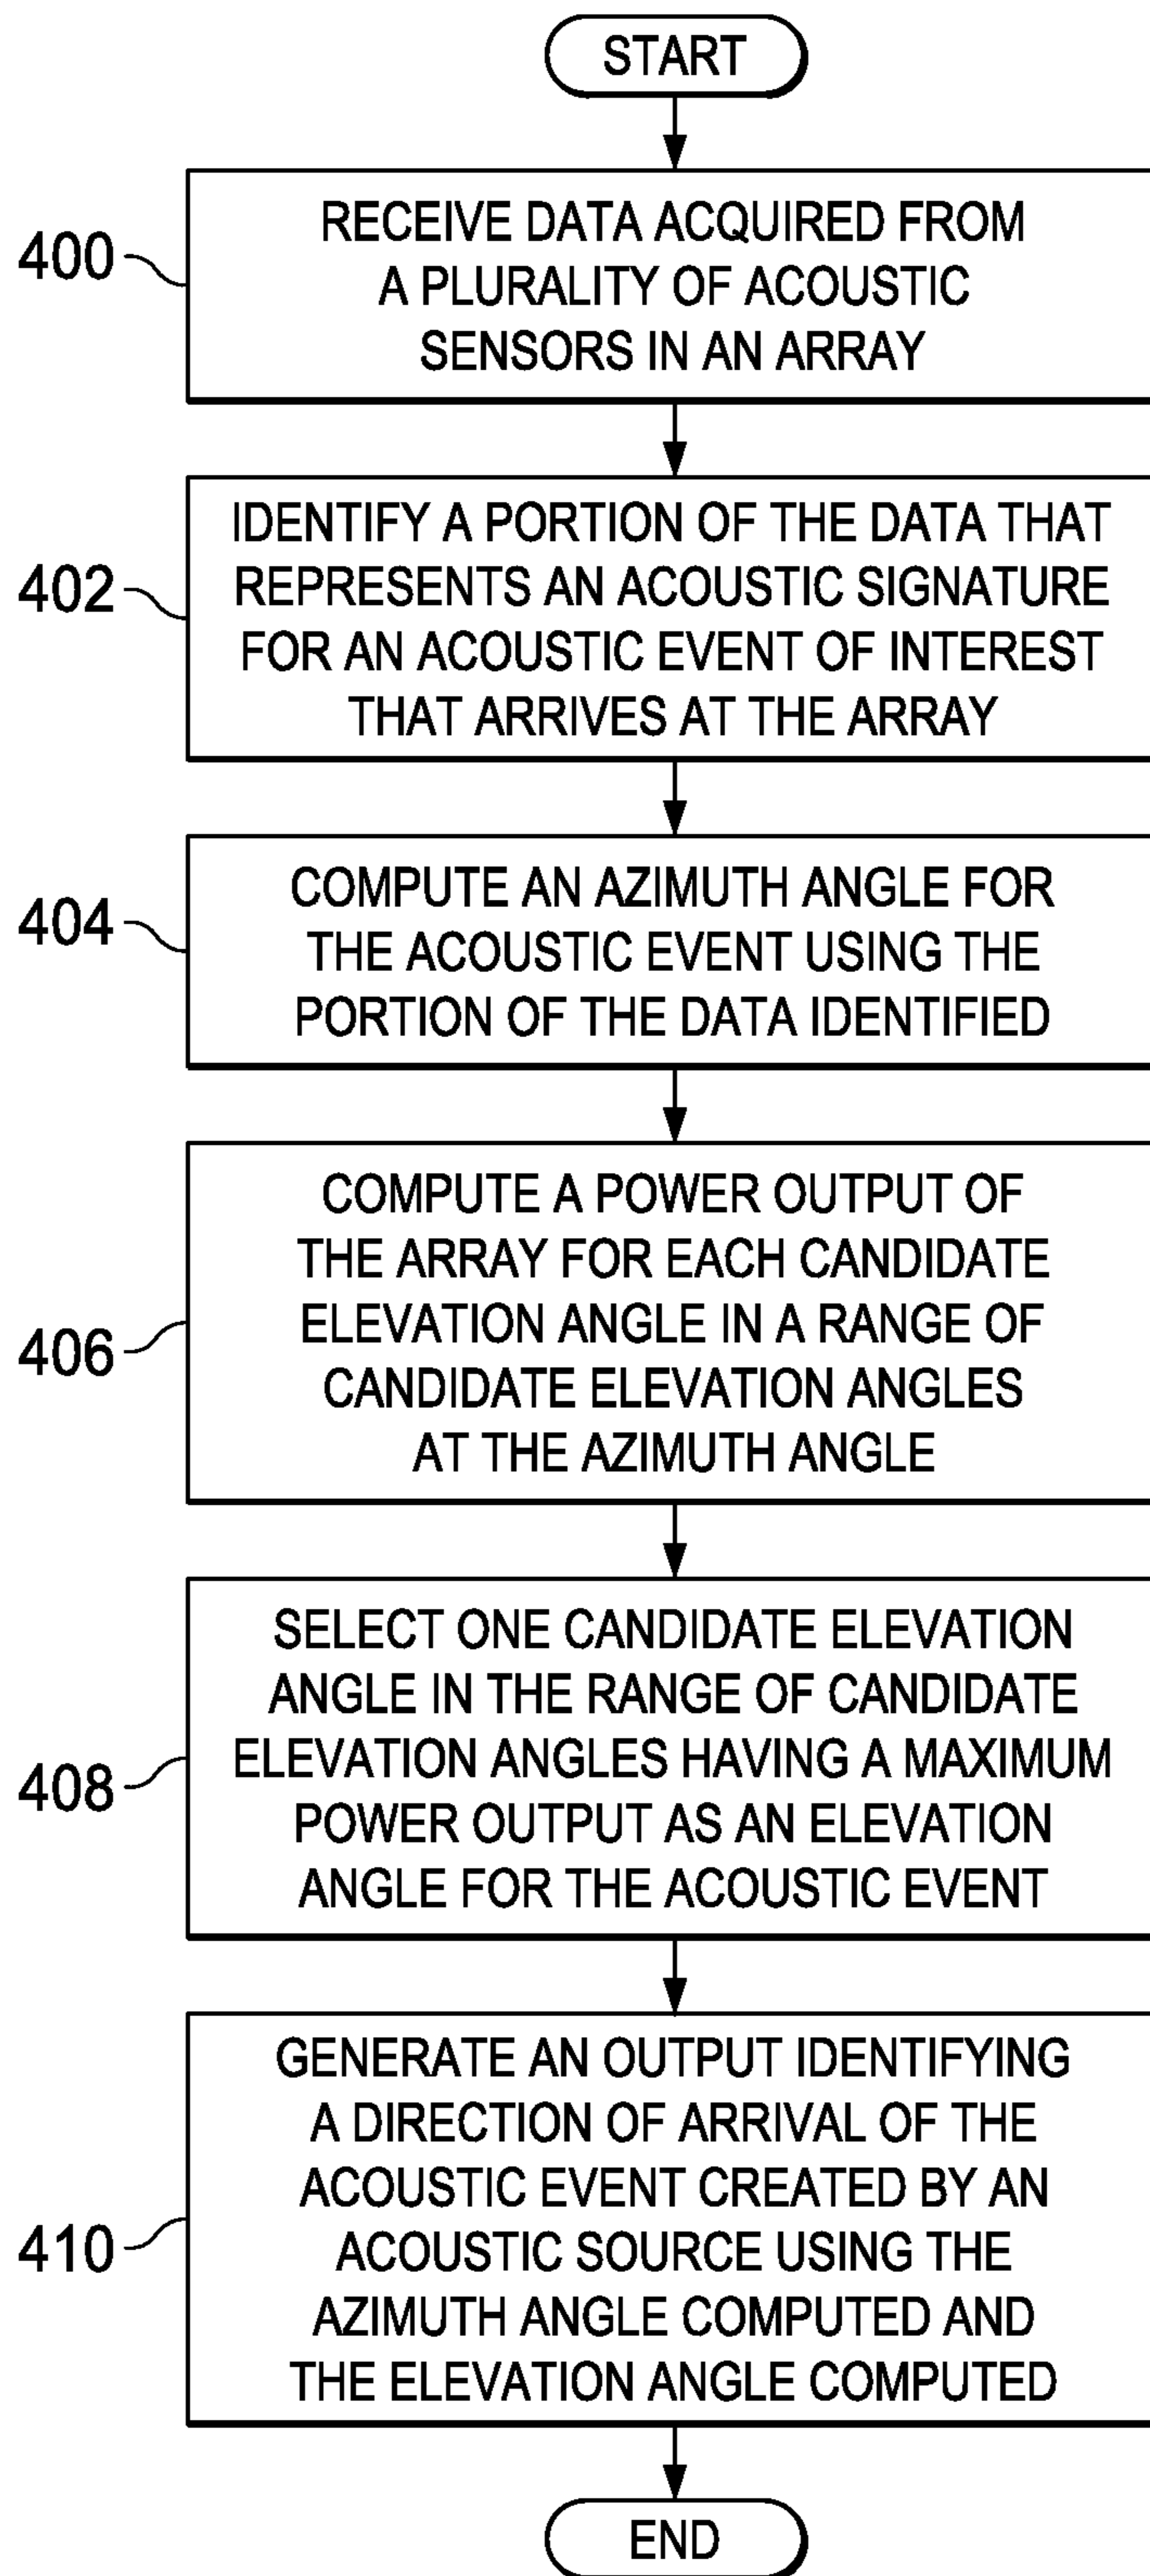 START
400
RECEIVE DATA ACQUIRED FROM
A PLURALITY OF ACOUSTIC
SENSORS IN AN ARRAY
402
IDENTIFY A PORTION OF THE DATA THAT
REPRESENTS AN ACOUSTIC SIGNATURE
FOR AN ACOUSTIC EVENT OF INTEREST
THAT ARRIVES AT THE ARRAY
404
COMPUTE AN AZIMUTH ANGLE FOR
THE ACOUSTIC EVENT USING THE
PORTION OF THE DATA IDENTIFIED
406
COMPUTE A POWER OUTPUT OF
THE ARRAY FOR EACH CANDIDATE
ELEVATION ANGLE IN A RANGE OF
CANDIDATE ELEVATION ANGLES
AT THE AZIMUTH ANGLE
408
SELECT ONE CANDIDATE ELEVATION
ANGLE IN THE RANGE OF CANDIDATE
ELEVATION ANGLES HAVING A MAXIMUM
POWER OUTPUT AS AN ELEVATION
ANGLE FOR THE ACOUSTIC EVENT
410
GENERATE AN OUTPUT IDENTIFYING
A DIRECTION OF ARRIVAL OF THE
ACOUSTIC EVENT CREATED BY AN
ACOUSTIC SOURCE USING THE
AZIMUTH ANGLE COMPUTED AND
THE ELEVATION ANGLE COMPUTED
END